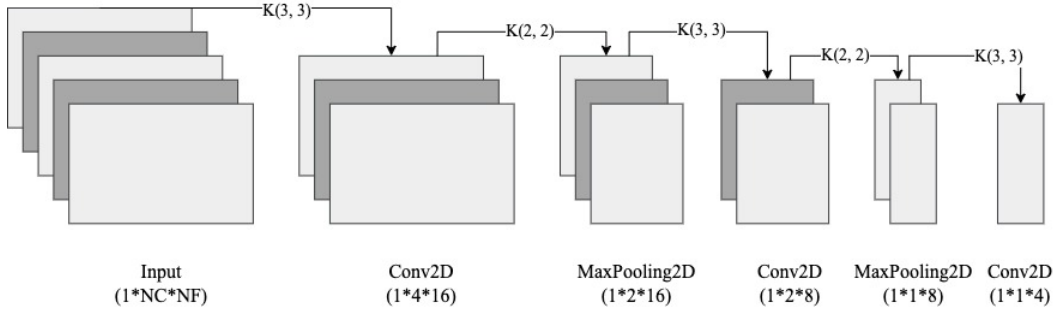 K(3, 3)
K(2, 2)
K(3, 3)
K(2, 2)
K(3, 3)
Input
(1*NC*NF)
Conv2D
(1*4*16)
MaxPooling2D
(1*2*16)
Conv2D
(1*2*8)
MaxPooling2D
(1*1*8)
Conv2D
(1*1*4)